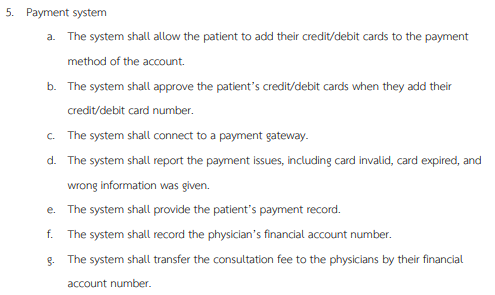 5. Payment system
a. The system shall allow the patient to add their credit/debit cards to the payment
method of the account.
b. The system shall approve the patient's credit/debit cards when they add their
credit/debit card number.
c. The system shall connect to a payment gateway.
d. The system shall report the payment issues, including card invalid, card expired, and
wrong information was given.
e. The system shall provide the patient's payment record.
f. The system shall record the physician's financial account number.
g. The system shall transfer the consultation fee to the physicians by their financial
account number.